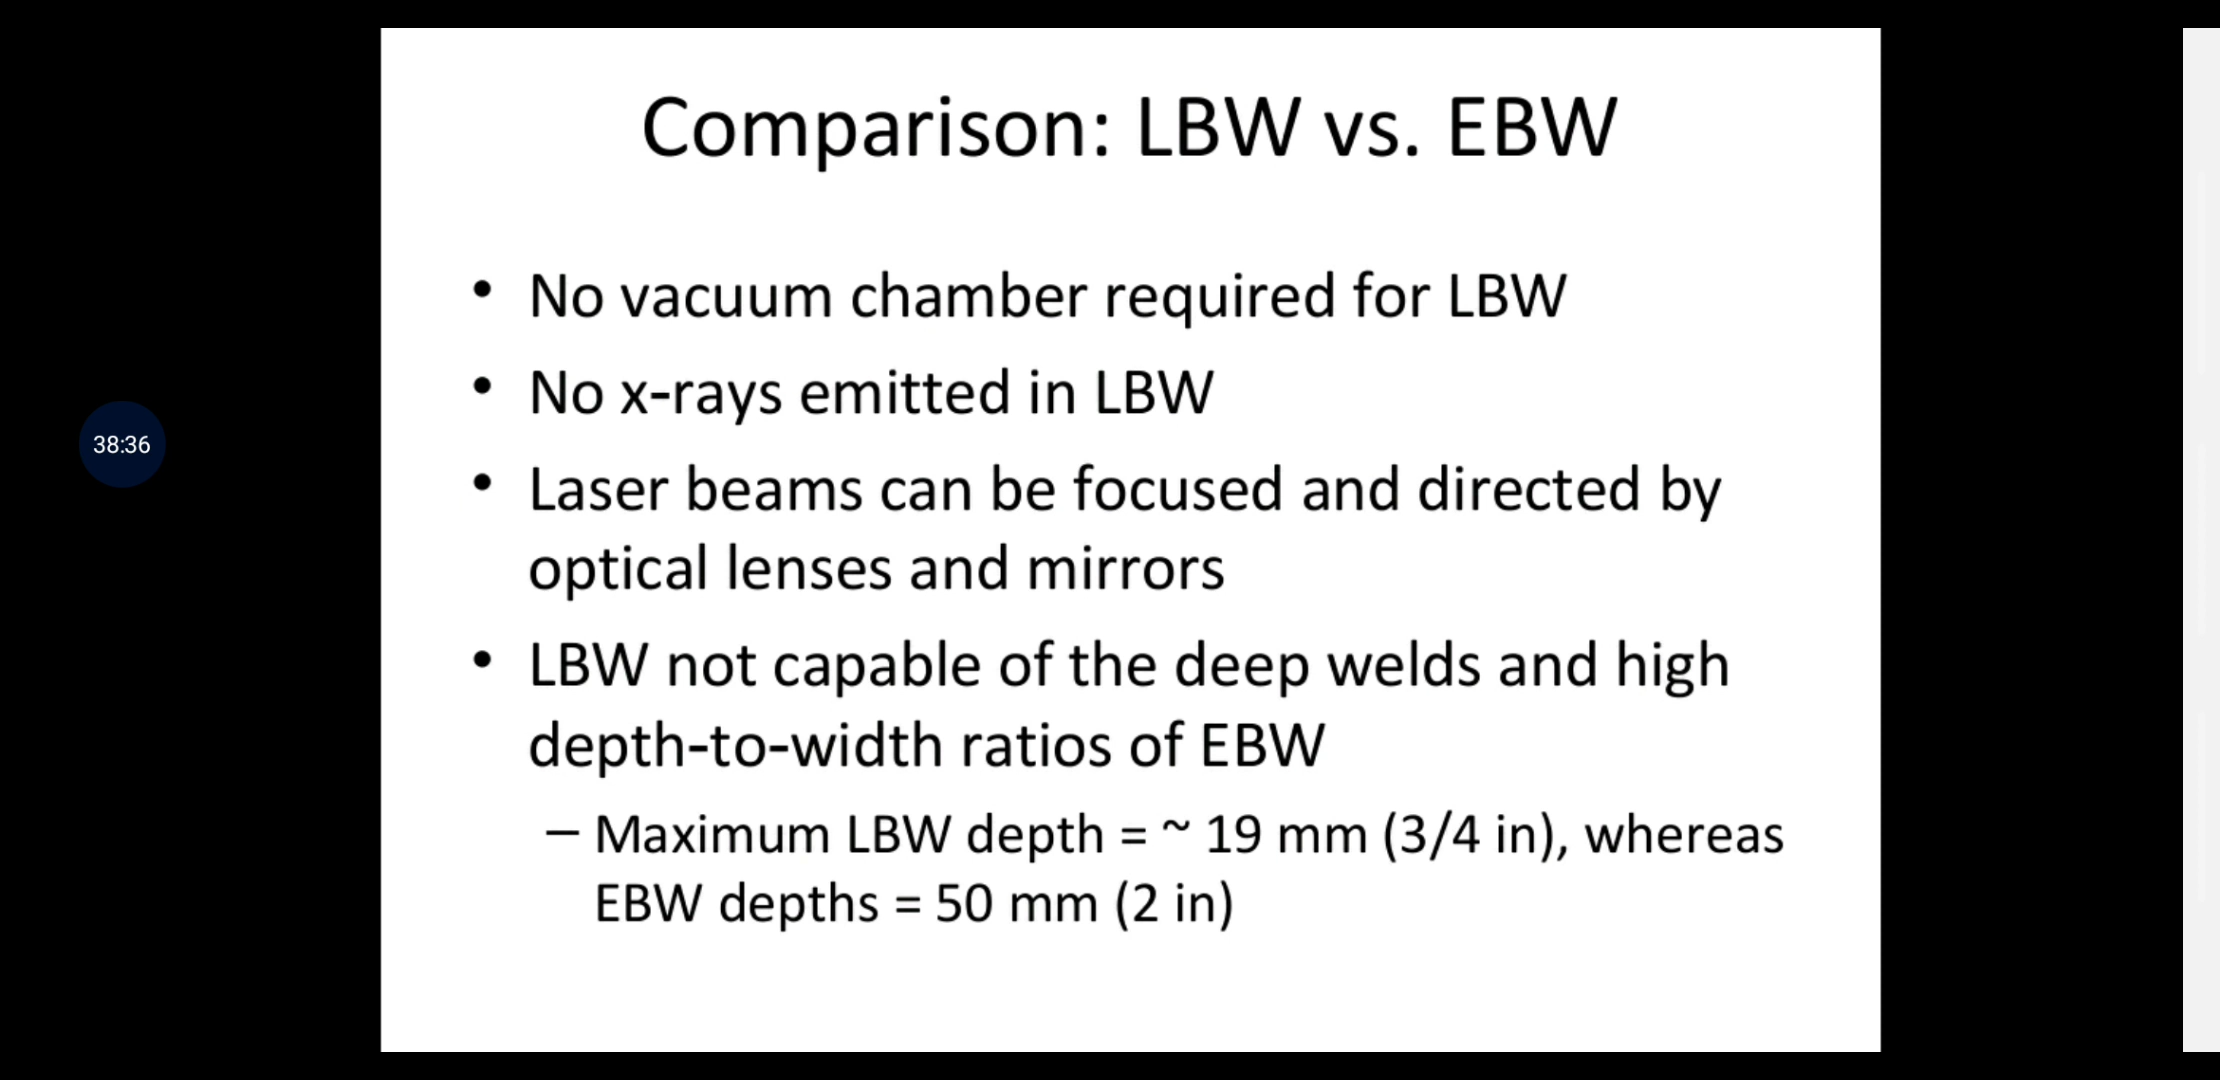 Comparison: LBW vs. EBW
• No vacuum chamber required for LBW
• No x-rays emitted in LBW
• Laser beams can be focused and directed by
optical lenses and mirrors
• LBW not capable of the deep welds and high
depth-to-width ratios of EBW
– Maximum LBW depth = ~ 19 mm (3/4 in), whereas
EBW depths = 50 mm (2 in)
38:36